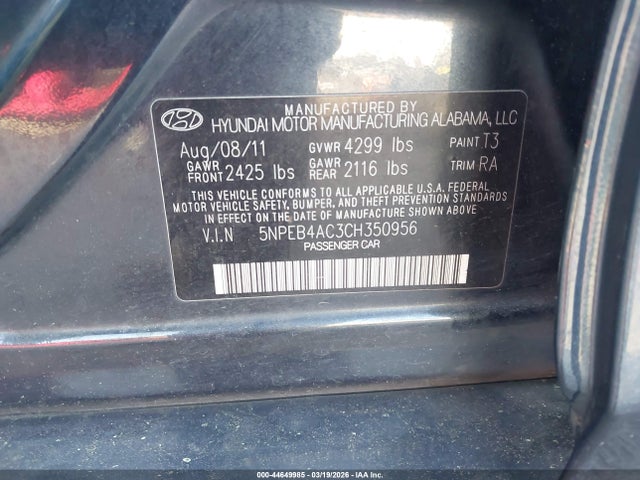 MANUFACTURED BY
HYUNDAI MOTOR MANUFACTURING ALABAMA, LLC
Aug/08/11 GVWR 4299 lbs PAINT T3
GAWR FRONT 2425 lbs GAWR REAR 2116 lbs TRIM RA
THIS VEHICLE CONFORMS TO ALL APPLICABLE U.S.A. FEDERAL
MOTOR VEHICLE SAFETY, BUMPER, AND THEFT PREVENTION
STANDARDS IN EFFECT ON THE DATE OF MANUFACTURE SHOWN ABOVE.
V.I.N 5NPEB4AC3CH350956
PASSENGER CAR
000-44649985 - 03/19/2026 - IAAI.COM